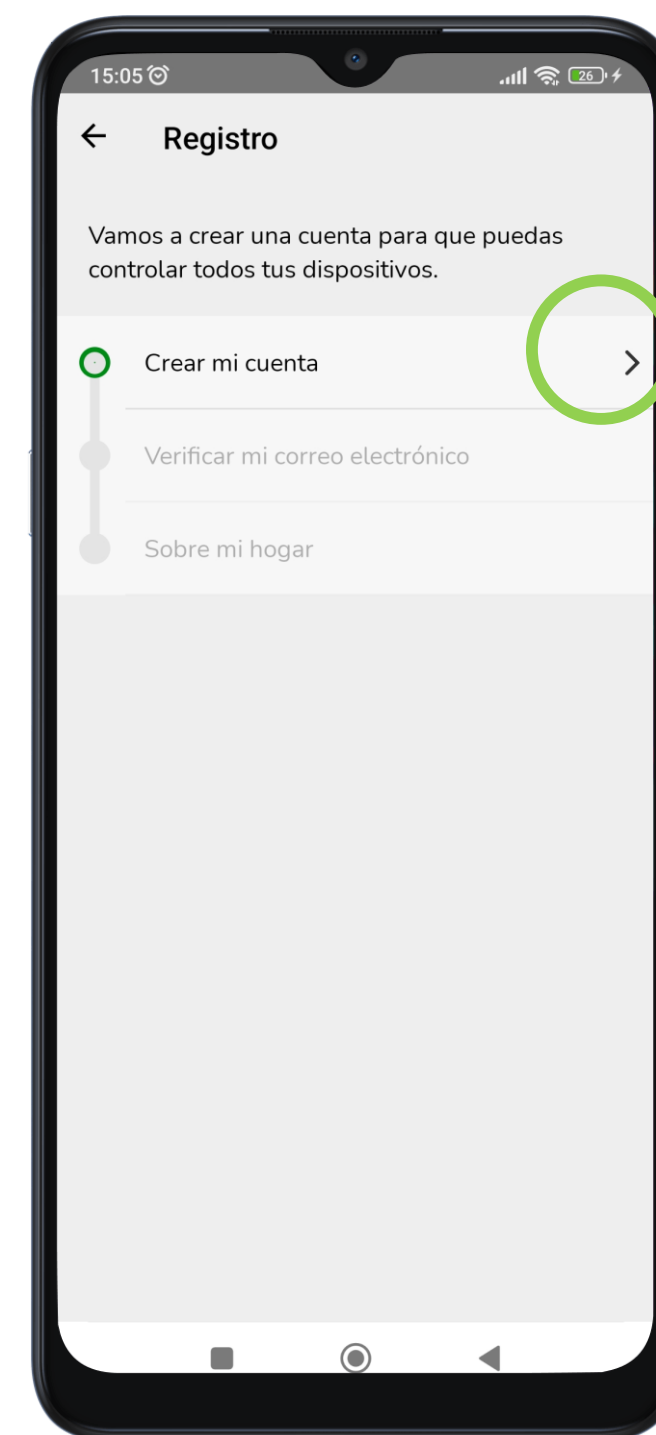 15:05
26
Registro
Vamos a crear una cuenta para que puedas
controlar todos tus dispositivos.
Crear mi cuenta
Verificar mi correo electrónico
Sobre mi hogar